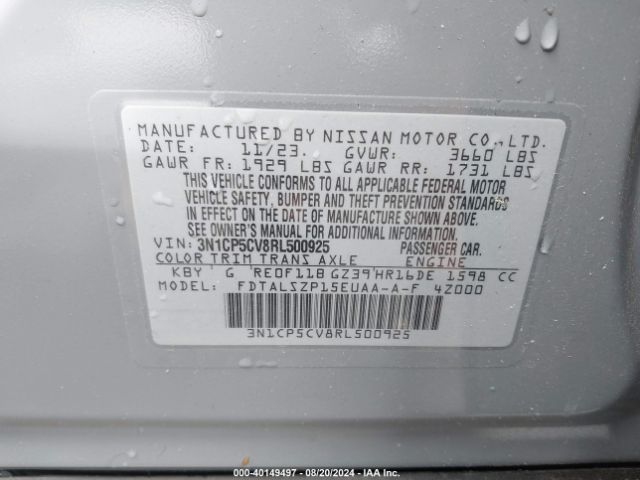 MANUFACTURED BY NISSAN MOTOR CO., LTD.
DATE: 11/23. GVWR: 3660 LBS
GAWR FR: 1929 LBS GAWR RR: 1731 LBS
THIS VEHICLE CONFORMS TO ALL APPLICABLE FEDERAL MOTOR
VEHICLE SAFETY, BUMPER AND THEFT PREVENTION STANDARDS
IN EFFECT ON THE DATE OF MANUFACTURE SHOWN ABOVE.
SEE OWNER'S MANUAL FOR ADDITIONAL INFORMATION.
VIN: 3N1CP5CV8RL500925 PASSENGER CAR.
COLOR TRIM TRANS AXLE ENGINE
KBY G RE0F11B GZ39 HR16DE 1598 CC
MODEL: FDTALSZP15EUAA-A-F 4Z000
3N1CP5CV8RL500925
000-40149497 - 08/20/2024 - IAA Inc.